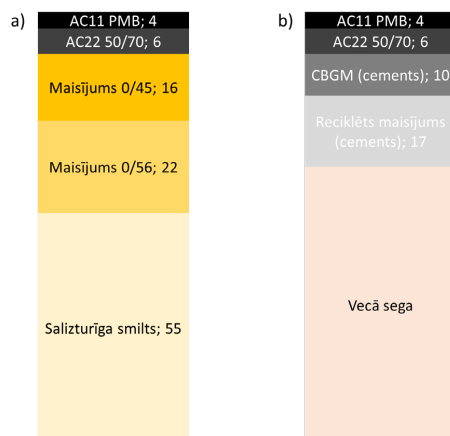 a)
AC11 PMB; 4
AC22 50/70; 6
Maisījums 0/45; 16
Maisījums 0/56; 22
Salizturīga smilts; 55
b)
AC11 PMB; 4
AC22 50/70; 6
CBGM (cements); 10
Reciklēts maisījums
(cements); 17
Vecā sega